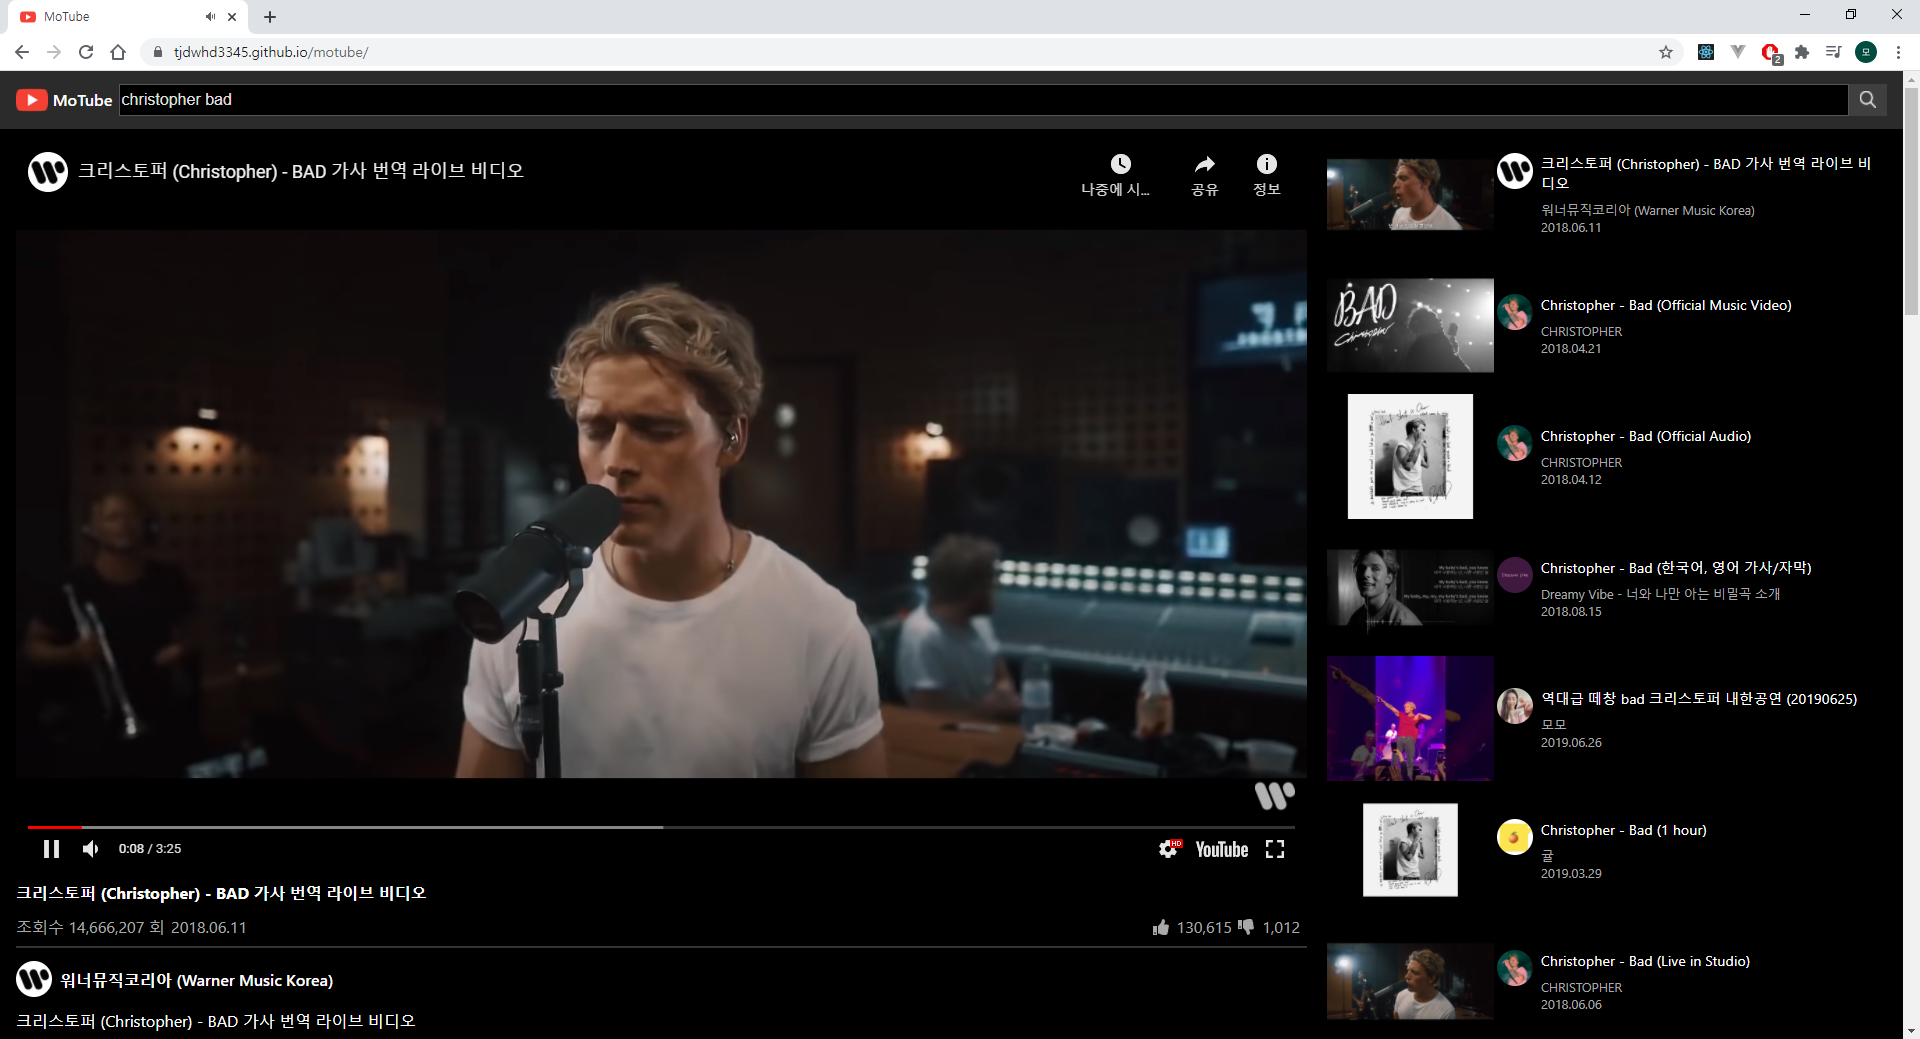 MoTube
tjdwhd3345.github.io/motube/
2
모
MoTube
christopher bad
크리스토퍼 (Christopher) - BAD 가사 번역 라이브 비디오
나중에 시...
공유
정보
0:08 / 3:25
HD
YouTube
크리스토퍼 (Christopher) - BAD 가사 번역 라이브 비디오
조회수 14,666,207 회 2018.06.11
130,615
1,012
워너뮤직코리아 (Warner Music Korea)
크리스토퍼 (Christopher) - BAD 가사 번역 라이브 비디오
크리스토퍼 (Christopher) - BAD 가사 번역 라이브 비
디오
워너뮤직코리아 (Warner Music Korea)
2018.06.11
BAD
Christopher
Christopher - Bad (Official Music Video)
CHRISTOPHER
2018.04.21
Christopher - Bad (Official Audio)
CHRISTOPHER
2018.04.12
BAD
Christopher - Bad (한국어, 영어 가사/자막)
Dreamy Vibe - 너와 나만 아는 비밀곡 소개
2018.08.15
역대급 떼창 bad 크리스토퍼 내한공연 (20190625)
모모
2019.06.26
Christopher - Bad (1 hour)
귤
2019.03.29
Christopher - Bad (Live in Studio)
CHRISTOPHER
2018.06.06